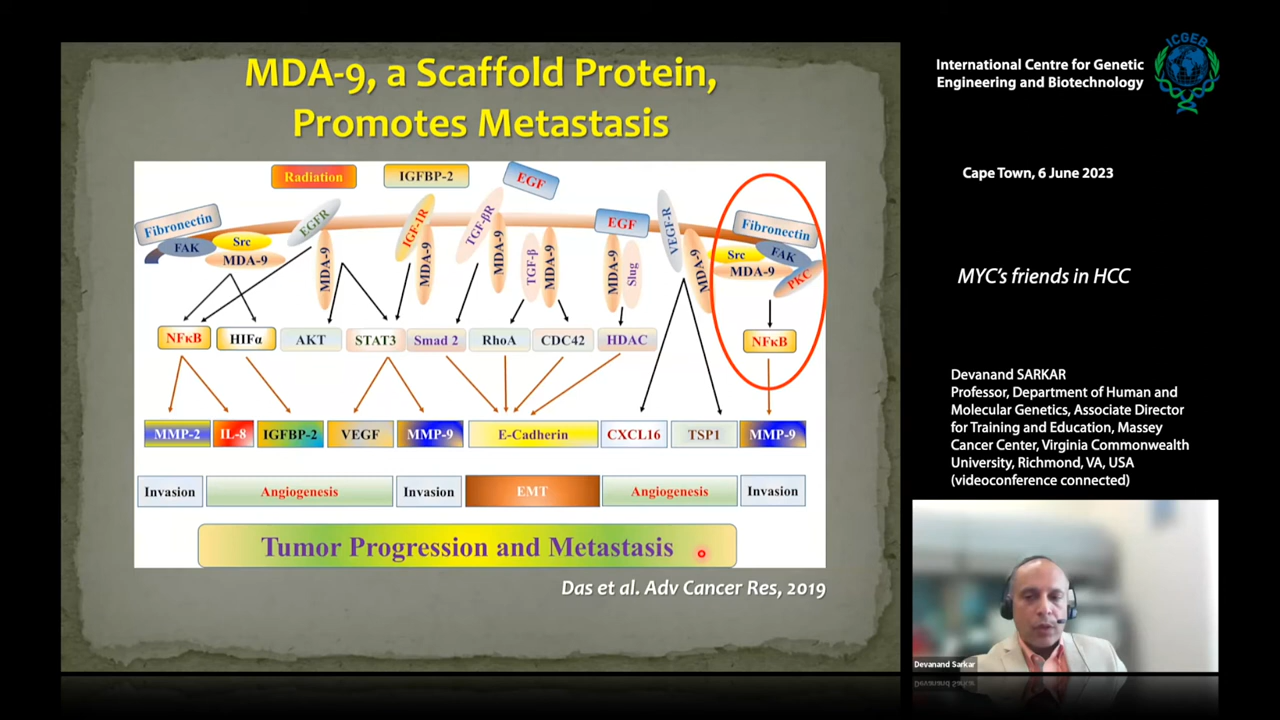 MDA-9, a Scaffold Protein,
Promotes Metastasis
Radiation
IGFBP-2
EGF
Fibronectin
FAK
Src
MDA-9
EGFR
MDA-9
IGF-1R
MDA-9
TGF-βR
MDA-9
TGF-β
MDA-9
EGF
MDA-9
Slug
VEGF-R
MDA-9
Fibronectin
Src
FAK
MDA-9
PKC
NFκB
HIFα
AKT
STAT3
Smad 2
RhoA
CDC42
HDAC
NFκB
MMP-2
IL-8
IGFBP-2
VEGF
MMP-9
E-Cadherin
CXCL16
TSP1
MMP-9
Invasion
Angiogenesis
Invasion
EMT
Angiogenesis
Invasion
Tumor Progression and Metastasis
Das et al. Adv Cancer Res, 2019
International Centre for Genetic
Engineering and Biotechnology
ICGEB
Cape Town, 6 June 2023
MYC's friends in HCC
Devanand SARKAR
Professor, Department of Human and
Molecular Genetics, Associate Director
for Training and Education, Massey
Cancer Center, Virginia Commonwealth
University, Richmond, VA, USA
(videoconference connected)
Devanand Sarkar